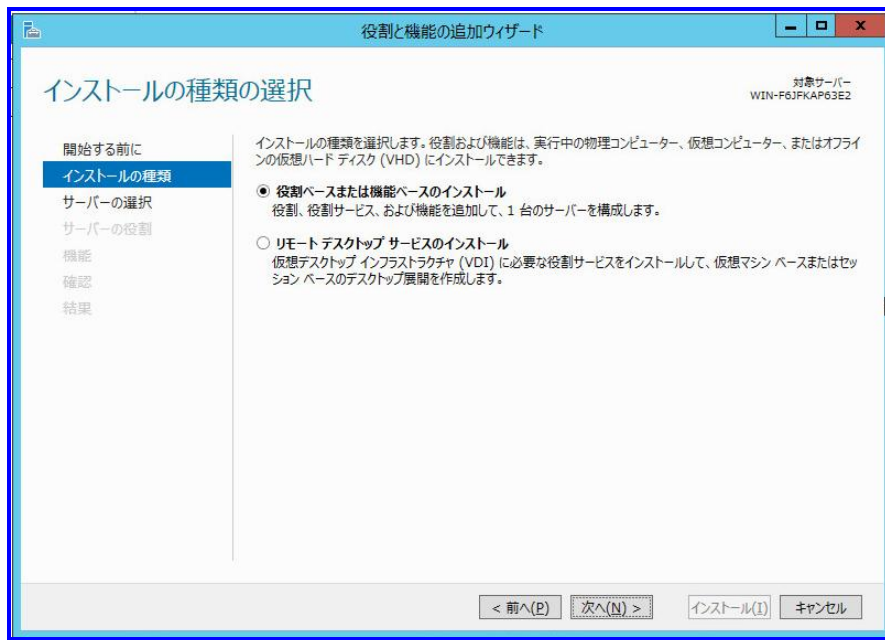 役割と機能の追加ウィザード
インストールの種類の選択
対象サーバー
WIN-F6JFKAP63E2
開始する前に
インストールの種類
サーバーの選択
サーバーの役割
機能
確認
結果
インストールの種類を選択します。役割および機能は、実行中の物理コンピューター、仮想コンピューター、またはオフライ
ンの仮想ハード ディスク (VHD) にインストールできます。
役割ベースまたは機能ベースのインストール
役割、役割サービス、および機能を追加して、1 台のサーバーを構成します。
リモート デスクトップ サービスのインストール
仮想デスクトップ インフラストラクチャ (VDI) に必要な役割サービスをインストールして、仮想マシン ベースまたはセッ
ション ベースのデスクトップ展開を作成します。
< 前へ(P) 次へ(N) > インストール(I) キャンセル